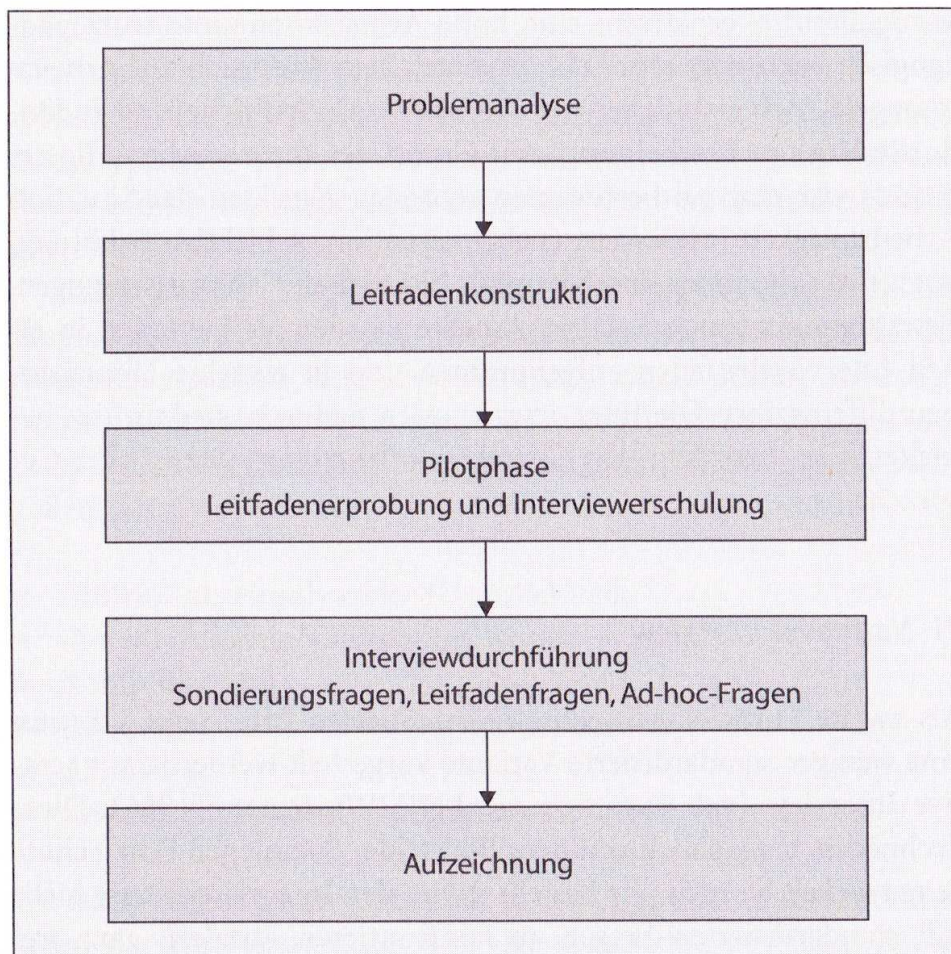 Problemanalyse
Leitfadenkonstruktion
Pilotphase
Leitfadenerprobung und Interviewerschulung
Interviewdurchführung
Sondierungsfragen, Leitfadenfragen, Ad-hoc-Fragen
Aufzeichnung